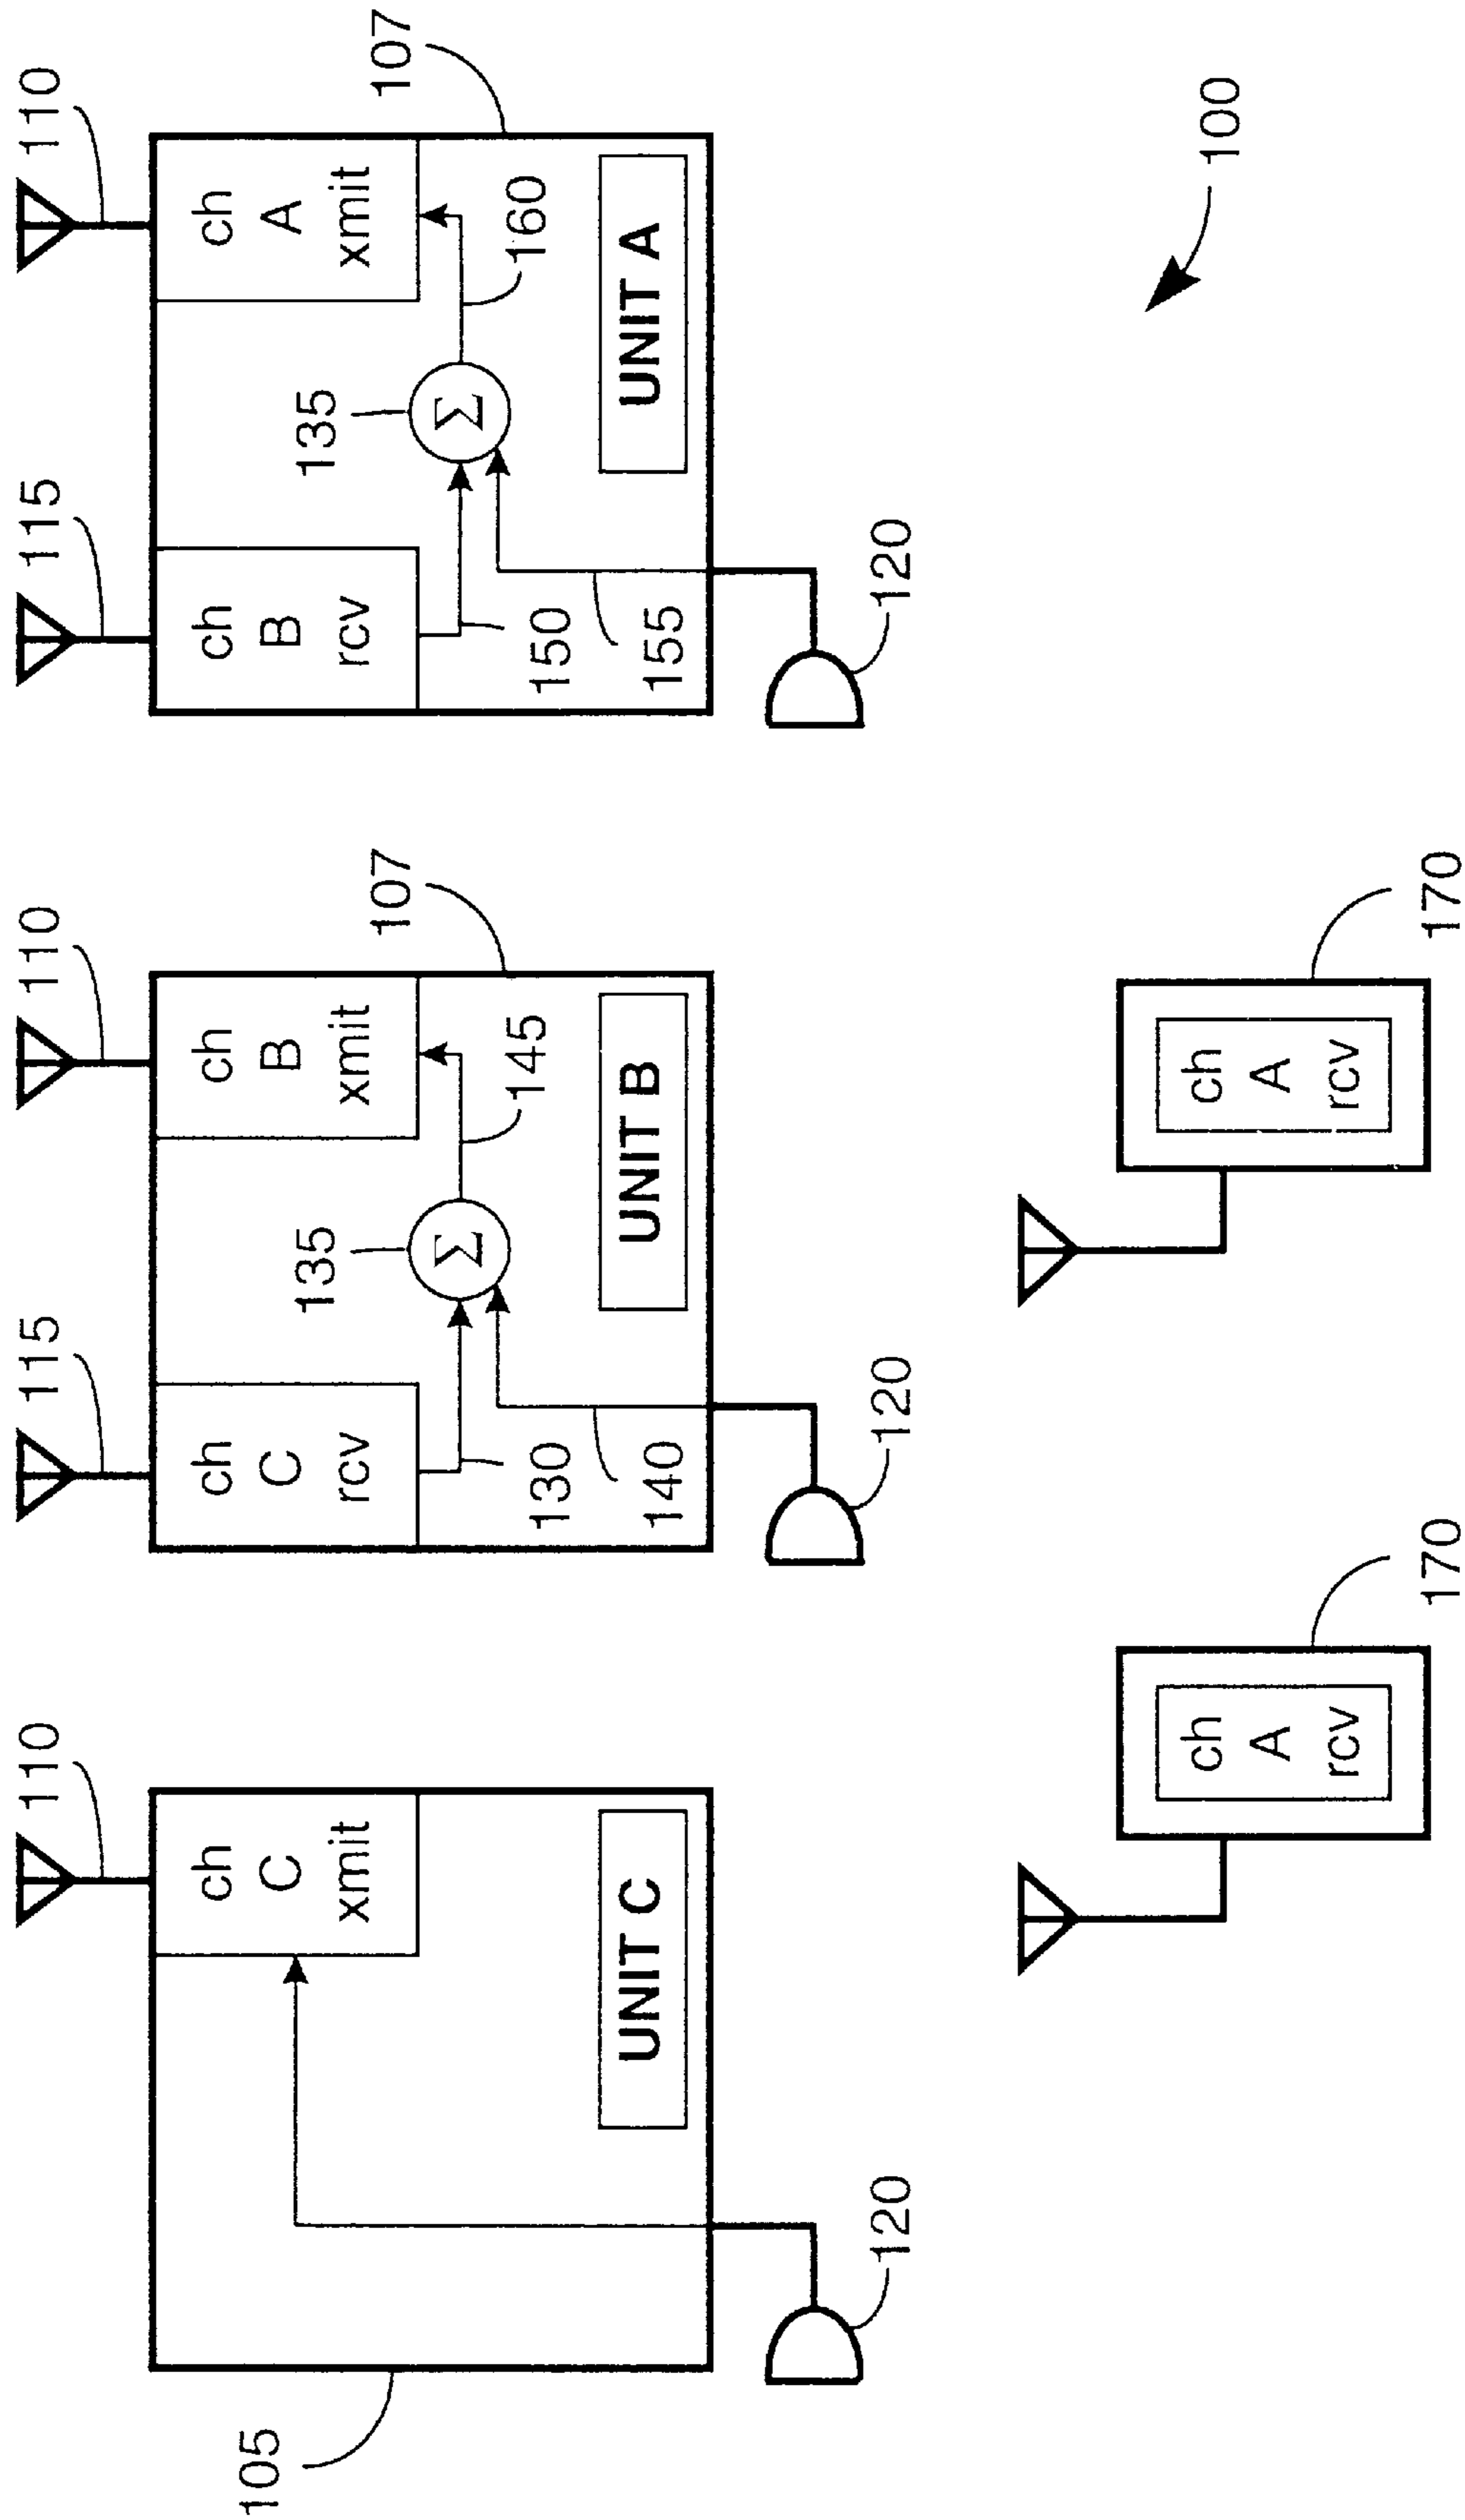 110
115
110
115
110
105
ch
C
xmit
UNIT C
120
ch
C
rcv
135
Σ
ch
B
xmit
107
130
145
140
UNIT B
120
ch
B
rcv
135
Σ
ch
A
xmit
107
150
160
155
UNIT A
120
ch
A
rcv
170
ch
A
rcv
170
100